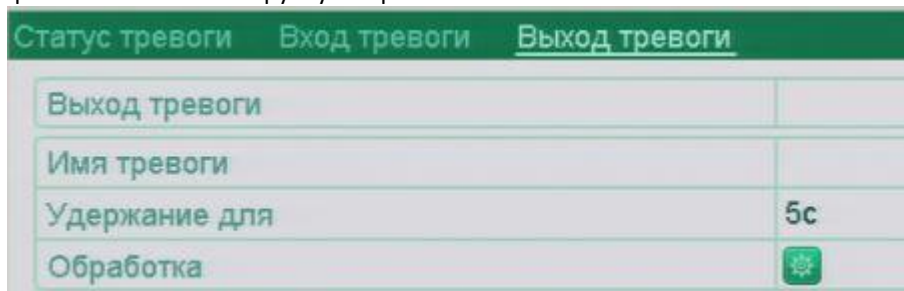 Статус тревоги Вход тревоги Выход тревоги
Выход тревоги
Имя тревоги
Удержание для 5с
Обработка